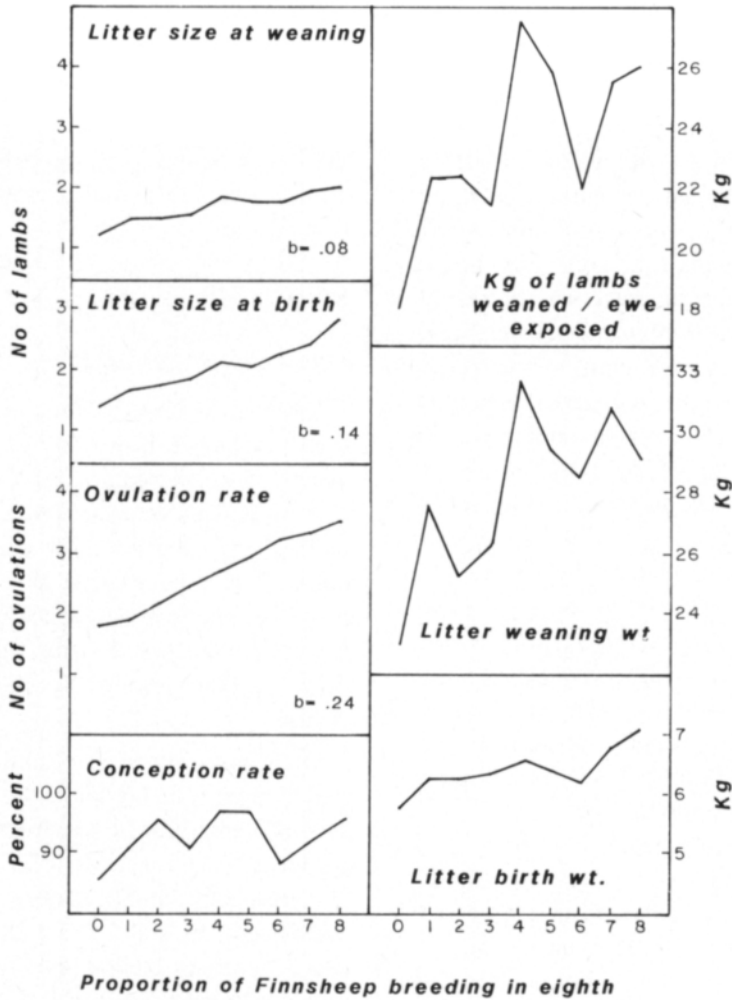 Litter size at weaning
4
3
2
1
b= .08
No of lambs
Litter size at birth
3
2
1
b= .14
Ovulation rate
4
3
2
1
b= .24
No of ovulations
Conception rate
100
90
Percent
0 1 2 3 4 5 6 7 8
26
24
22
20
18
Kg
Kg of lambs
weaned / ewe
exposed
33
30
28
26
24
Kg
Litter weaning wt
7
6
5
Kg
Litter birth wt.
0 1 2 3 4 5 6 7 8
Proportion of Finnsheep breeding in eighth